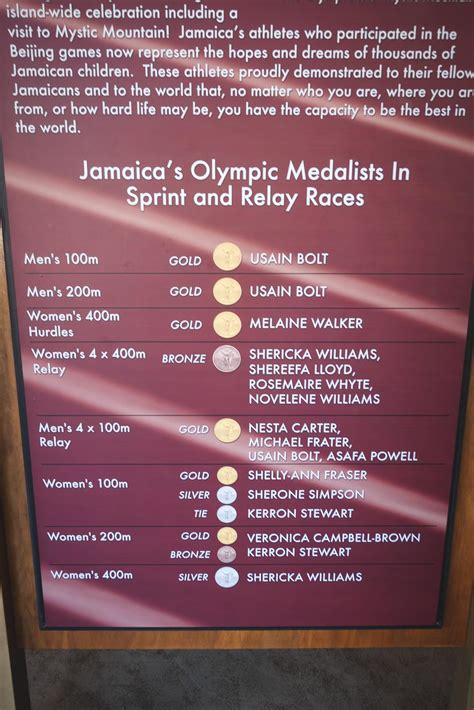 island-wide celebration including a
visit to Mystic Mountain! Jamaica's athletes who participated in the
Beijing games now represent the hopes and dreams of thousands of
Jamaican children. These athletes proudly demonstrated to their fellow
Jamaicans and to the world that, no matter who you are, where you are
from, or how hard life may be, you have the capacity to be the best in
the world.
Jamaica's Olympic Medalists In
Sprint and Relay Races
Men's 100m GOLD USAIN BOLT
Men's 200m GOLD USAIN BOLT
Women's 400m
Hurdles GOLD MELAINE WALKER
Women's 4 x 400m
Relay BRONZE SHERICKA WILLIAMS,
SHEREEFA LLOYD,
ROSEMAIRE WHYTE,
NOVELENE WILLIAMS
Men's 4 x 100m
Relay GOLD NESTA CARTER,
MICHAEL FRATER,
USAIN BOLT, ASAFA POWELL
Women's 100m GOLD SHELLY-ANN FRASER
SILVER SHERONE SIMPSON
TIE KERRON STEWART
Women's 200m GOLD VERONICA CAMPBELL-BROWN
BRONZE KERRON STEWART
Women's 400m SILVER SHERICKA WILLIAMS